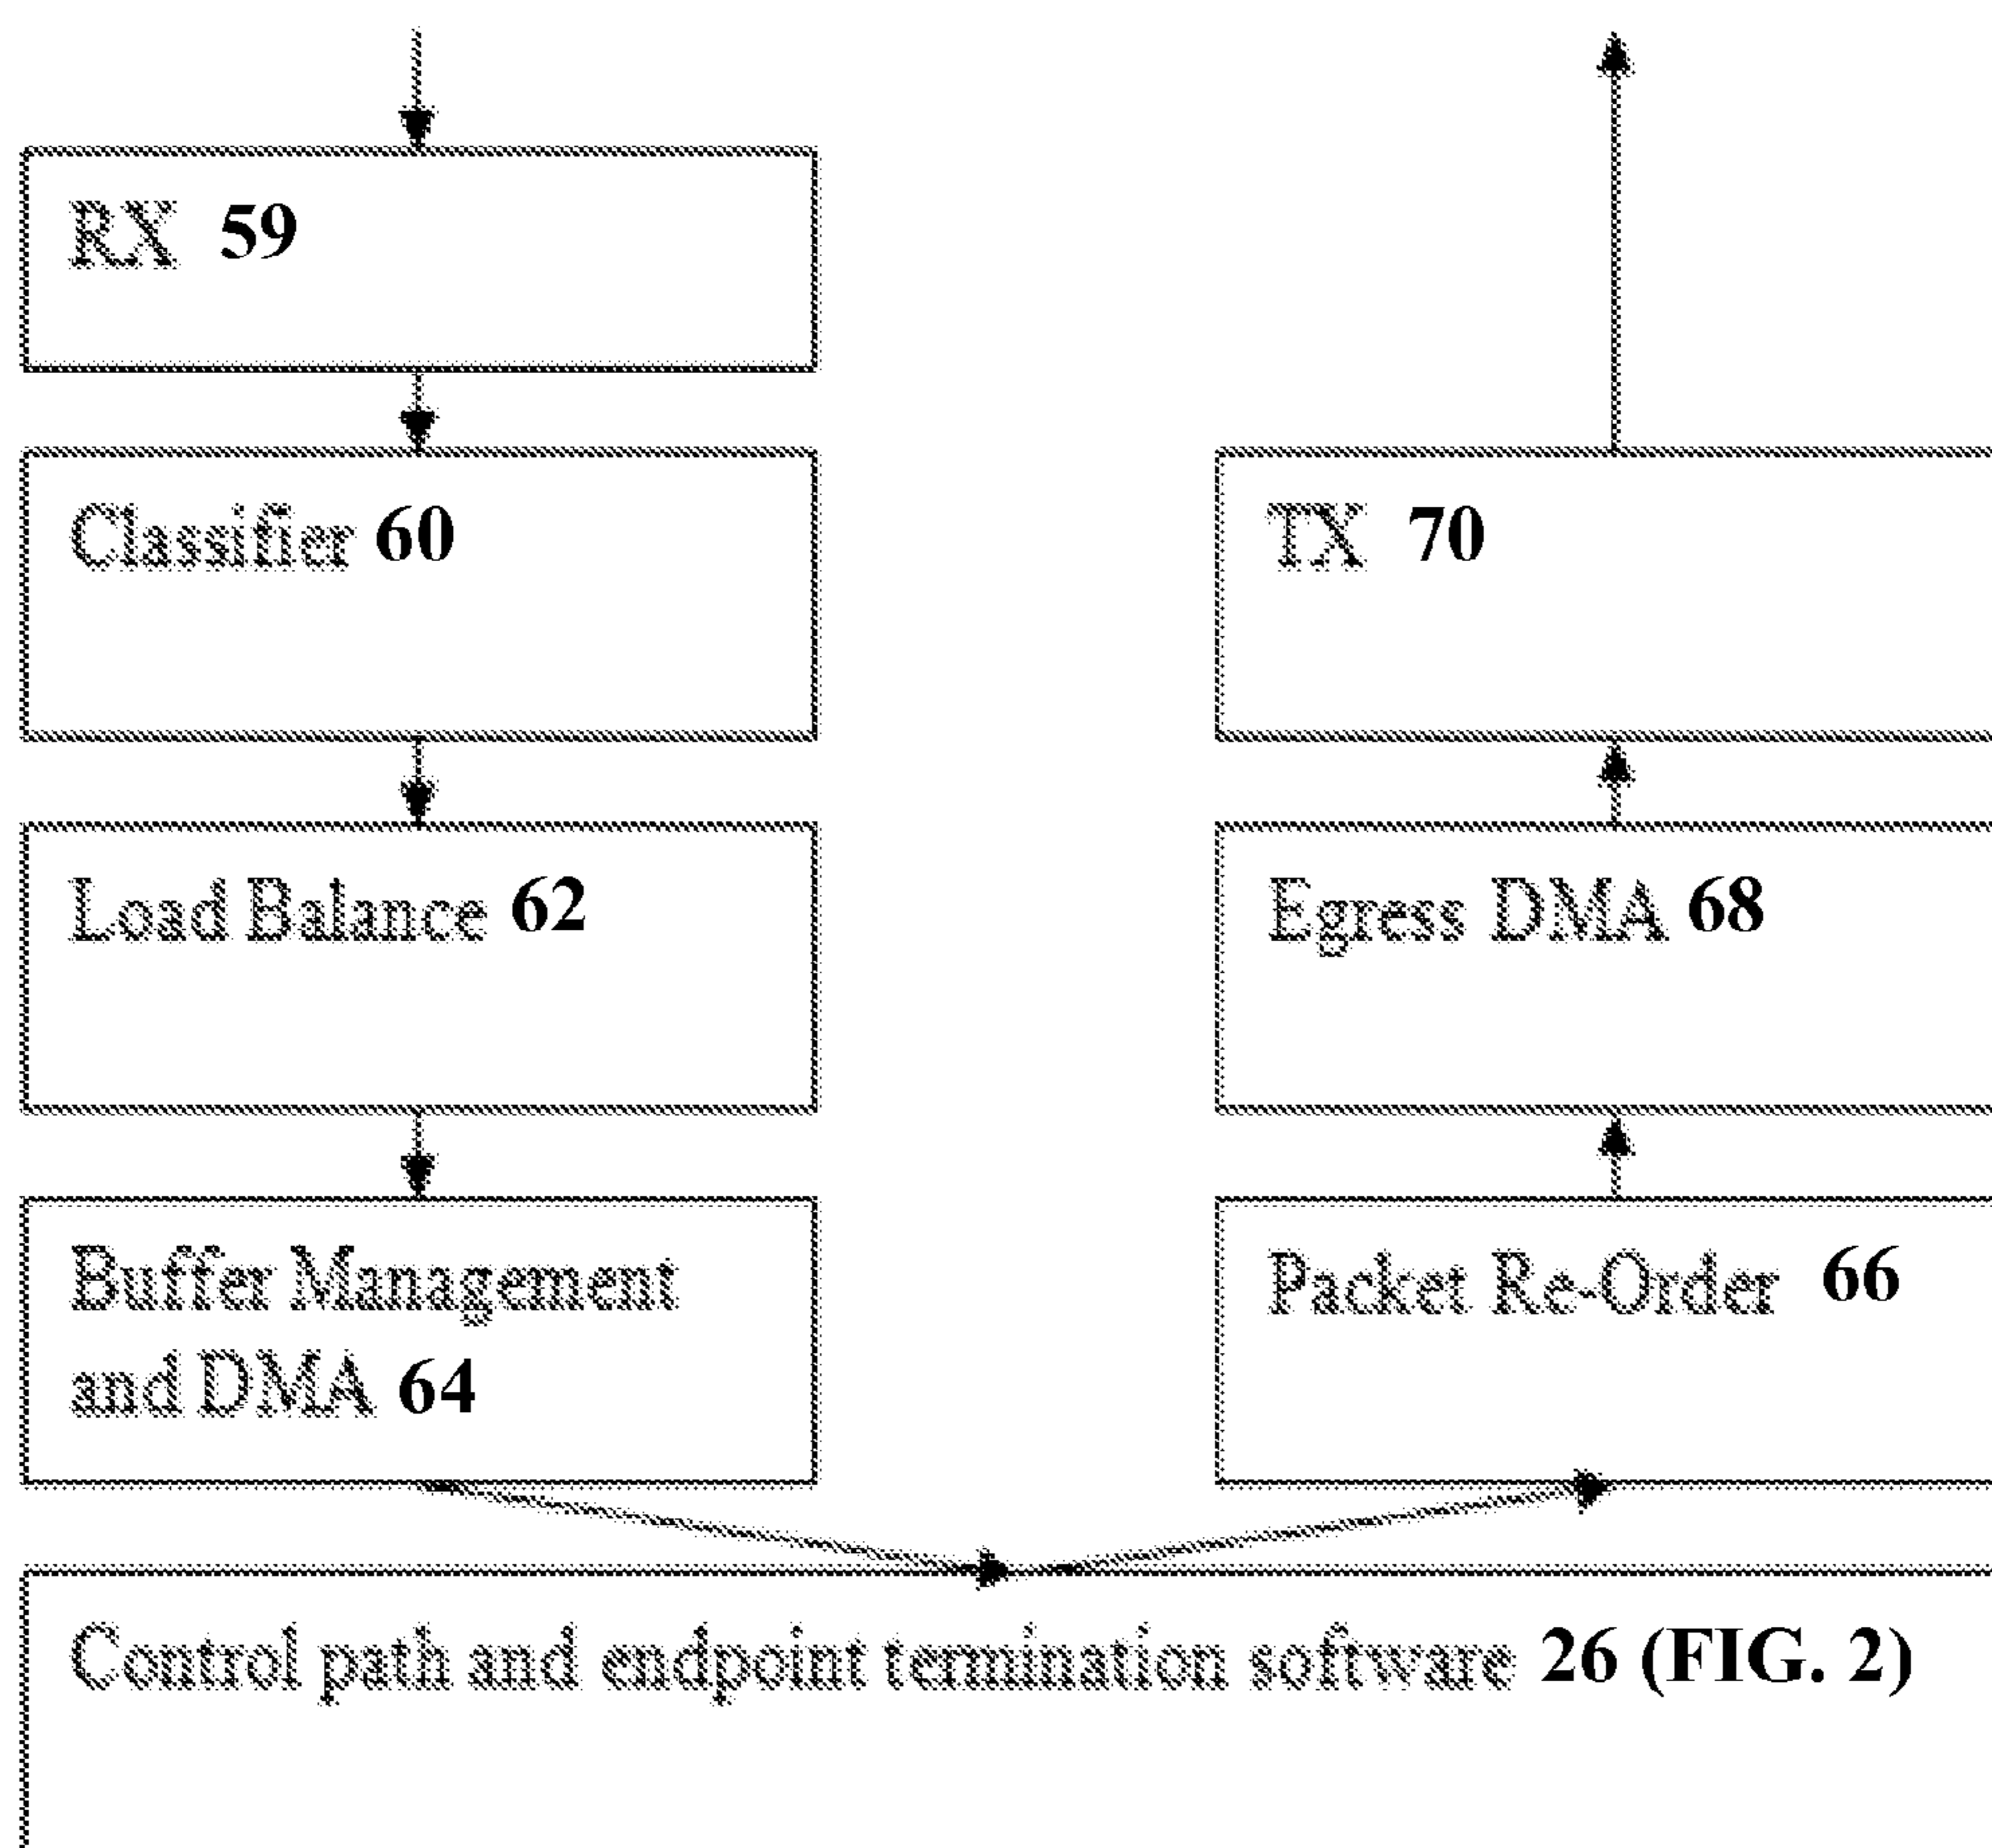 RX 59
Classifier 60
Load Balance 62
Buffer Management
and DMA 64
TX 70
Egress DMA 68
Packet Re-Order 66
Control path and endpoint termination software 26 (FIG. 2)